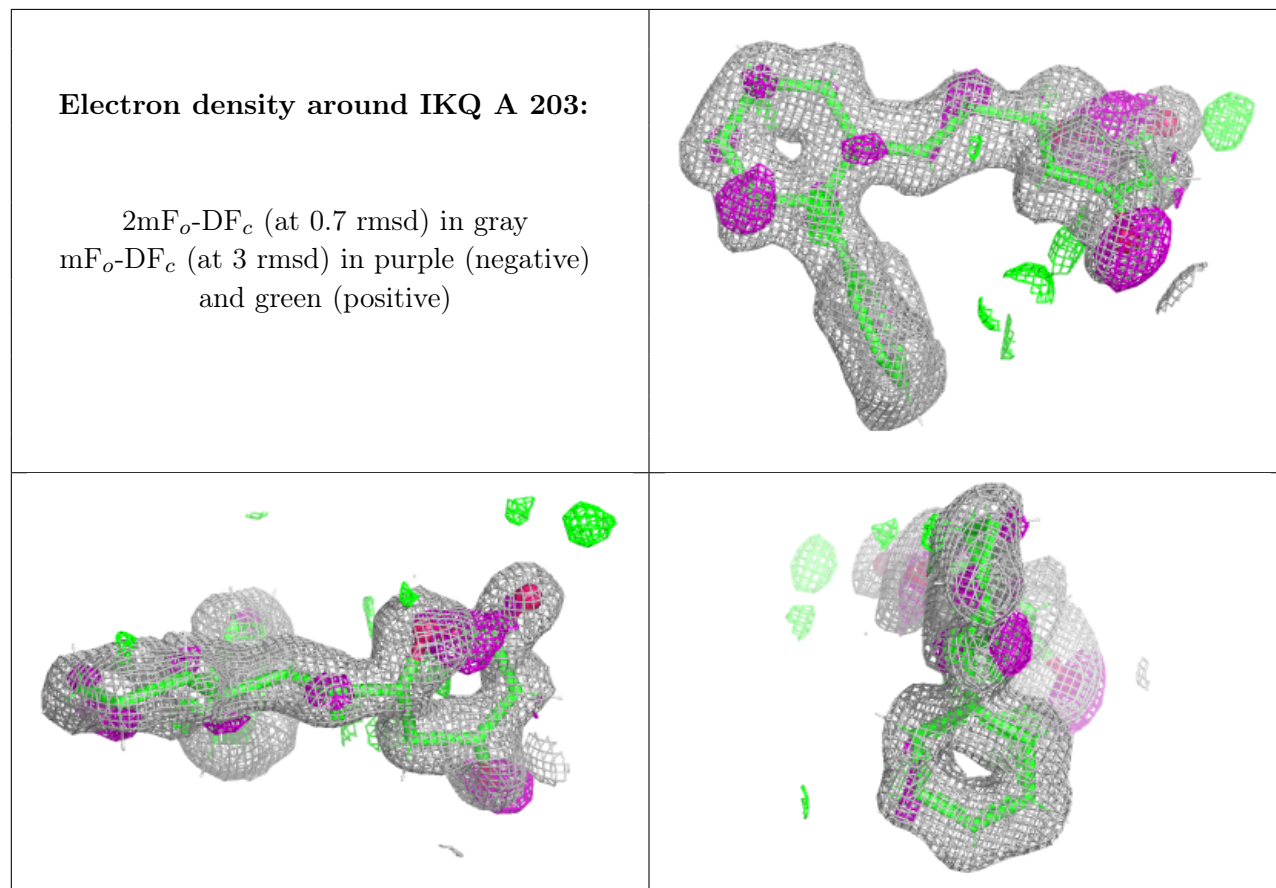 Electron density around IKQ A 203:
2mFo-DFc (at 0.7 rmsd) in gray
mFo-DFc (at 3 rmsd) in purple (negative)
and green (positive)